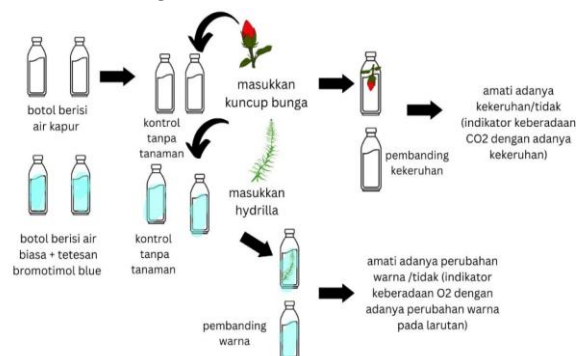 botol berisi
air kapur
kontrol
tanpa
tanaman
masukkan
kuncup bunga
pembanding
kekeruhan
amati adanya
kekeruhan/tidak
(indikator keberadaan
CO2 dengan adanya
kekeruhan)
botol berisi air
biasa + tetesan
bromotimol blue
kontrol
tanpa
tanaman
masukkan
hydrilla
pembanding
warna
amati adanya perubahan
warna /tidak (indikator
keberadaan O2 dengan
adanya perubahan warna
pada larutan)